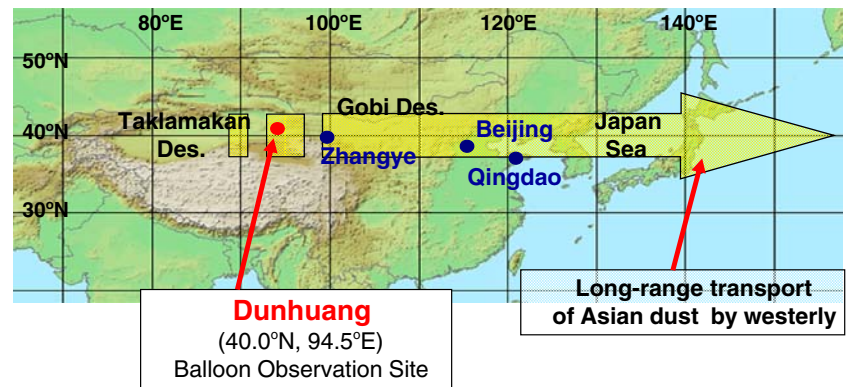 80ºE
100ºE
120ºE
140ºE
50ºN
40ºN
30ºN
Taklamakan
Des.
Gobi Des.
Zhangye
Beijing
Qingdao
Japan
Sea
Dunhuang
(40.0ºN, 94.5ºE)
Balloon Observation Site
Long-range transport
of Asian dust by westerly